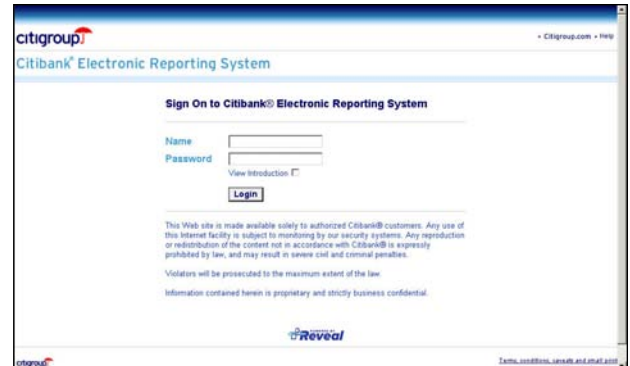 citigroup
• Citigroup.com • Help
Citibank® Electronic Reporting System
Sign On to Citibank® Electronic Reporting System
Name
Password
View Introduction
Login
This Web site is made available solely to authorized Citibank® customers. Any use of
this Internet facility is subject to monitoring by our security systems. Any reproduction
or redistribution of the content not in accordance with Citibank® is expressly
prohibited by law, and may result in severe civil and criminal penalties.
Violators will be prosecuted to the maximum extent of the law.
Information contained herein is proprietary and strictly business confidential.
Reveal
citigroup
Terms, conditions, caveats and small print